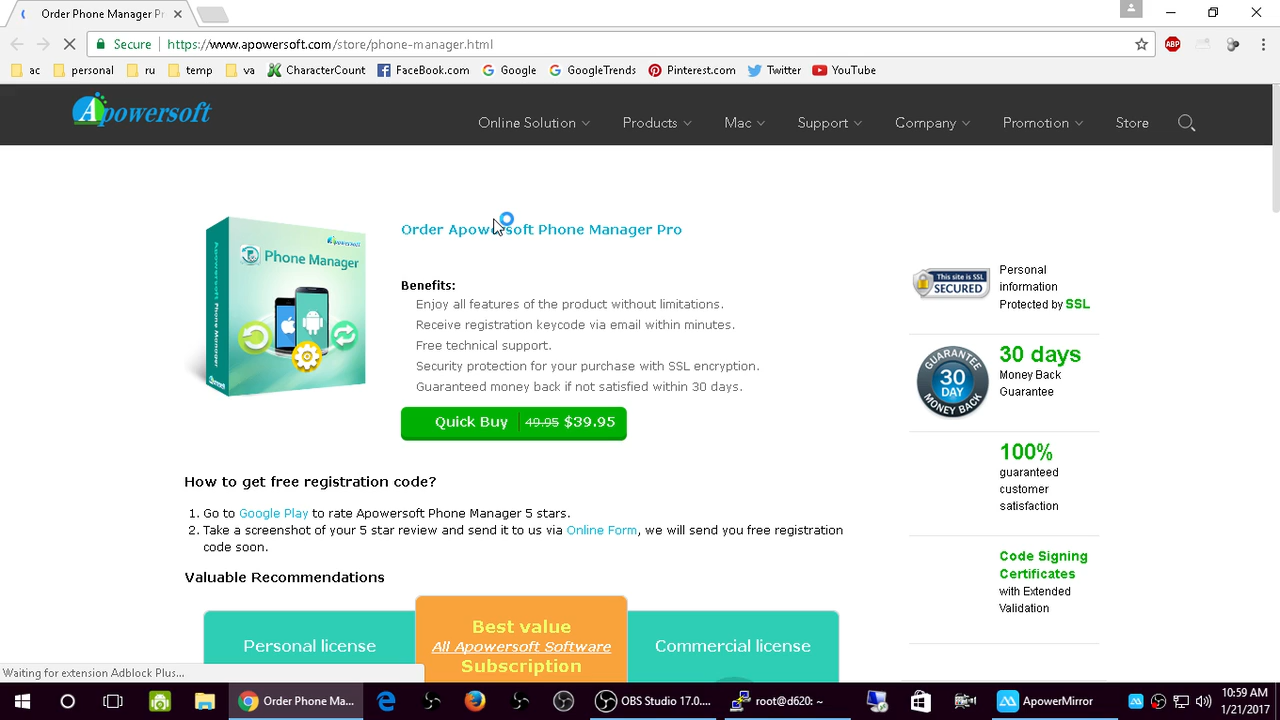 Order Phone Manager Pr
Secure https://www.apowersoft.com/store/phone-manager.html
ABP
ac personal ru temp va CharacterCount FaceBook.com Google GoogleTrends Pinterest.com Twitter YouTube
Apowersoft
Online Solution Products Mac Support Company Promotion Store
Order Apowersoft Phone Manager Pro
Phone Manager
Benefits:
Enjoy all features of the product without limitations.
Receive registration keycode via email within minutes.
Free technical support.
Security protection for your purchase with SSL encryption.
Guaranteed money back if not satisfied within 30 days.
Quick Buy 49.95 $39.95
This site is SSL
SECURED
Personal
information
Protected by SSL
GUARANTEE
30
DAY
MONEY BACK
30 days
Money Back
Guarantee
100%
guaranteed
customer
satisfaction
Code Signing
Certificates
with Extended
Validation
How to get free registration code?
1. Go to Google Play to rate Apowersoft Phone Manager 5 stars.
2. Take a screenshot of your 5 star review and send it to us via Online Form, we will send you free registration
code soon.
Valuable Recommendations
Personal license
Best value
All Apowersoft Software
Subscription
Commercial license
Waiting for extension Adblock Plus...
Order Phone Ma...
OBS Studio 17.0....
root@d620: ~
ApowerMirror
10:59 AM
1/21/2017